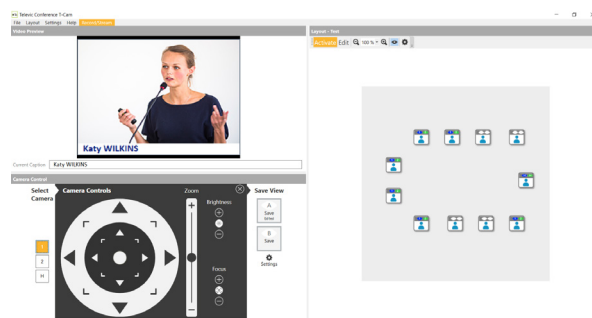 Televic Conference T-Cam
File Layout Settings Help
Video Preview
Layout - Test
Activate Edit 100 %
Katy WILKINS
Current Caption Katy WILKINS
Camera Control
Select Camera
Camera Controls
Zoom
Save View
Brightness
A
Save
1
B
Save
2
Settings
Focus
H